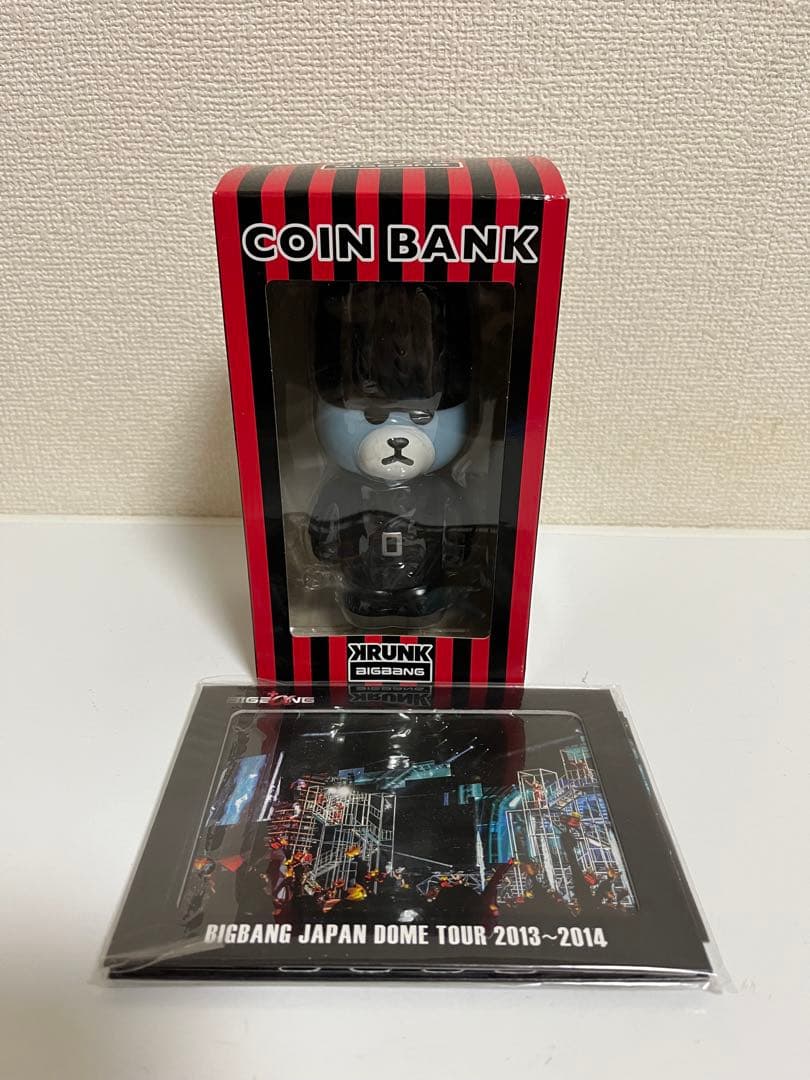 COIN BANK
KRUNK
BIGBANG
BIGBANG
BIGBANG JAPAN DOME TOUR 2013~2014